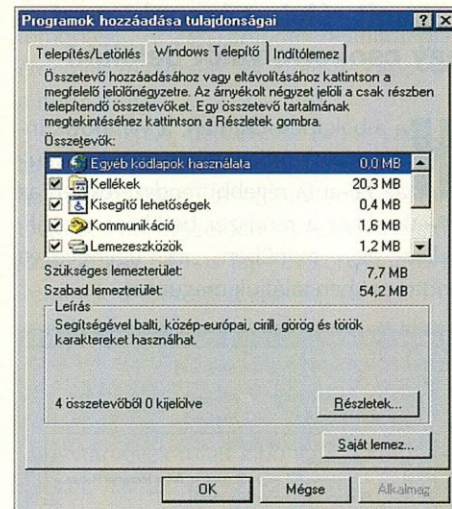 Programok hozzáadása tulajdonságai
Telepítés/Letörlés Windows Telepítő Indítólemez
Összetevő hozzáadásához vagy eltávolításához kattintson a
megfelelő jelölőnégyzetre. Az árnyékolt négyzet jelöli a csak részben
telepítendő összetevőket. Egy összetevő tartalmának
megtekintéséhez kattintson a Részletek gombra.
Összetevők:
Egyéb kódlapok használata 0,0 MB
Kellékek 20,3 MB
Kisegítő lehetőségek 0,4 MB
Kommunikáció 1,6 MB
Lemezeszközök 1,2 MB
Szükséges lemezterület: 7,7 MB
Szabad lemezterület: 54,2 MB
Leírás
Segítségével balti, közép-európai, cirill, görög és török
karaktereket használhat.
4 összetevőből 0 kijelölve Részletek...
Saját lemez...
OK Mégse Alkalmaz